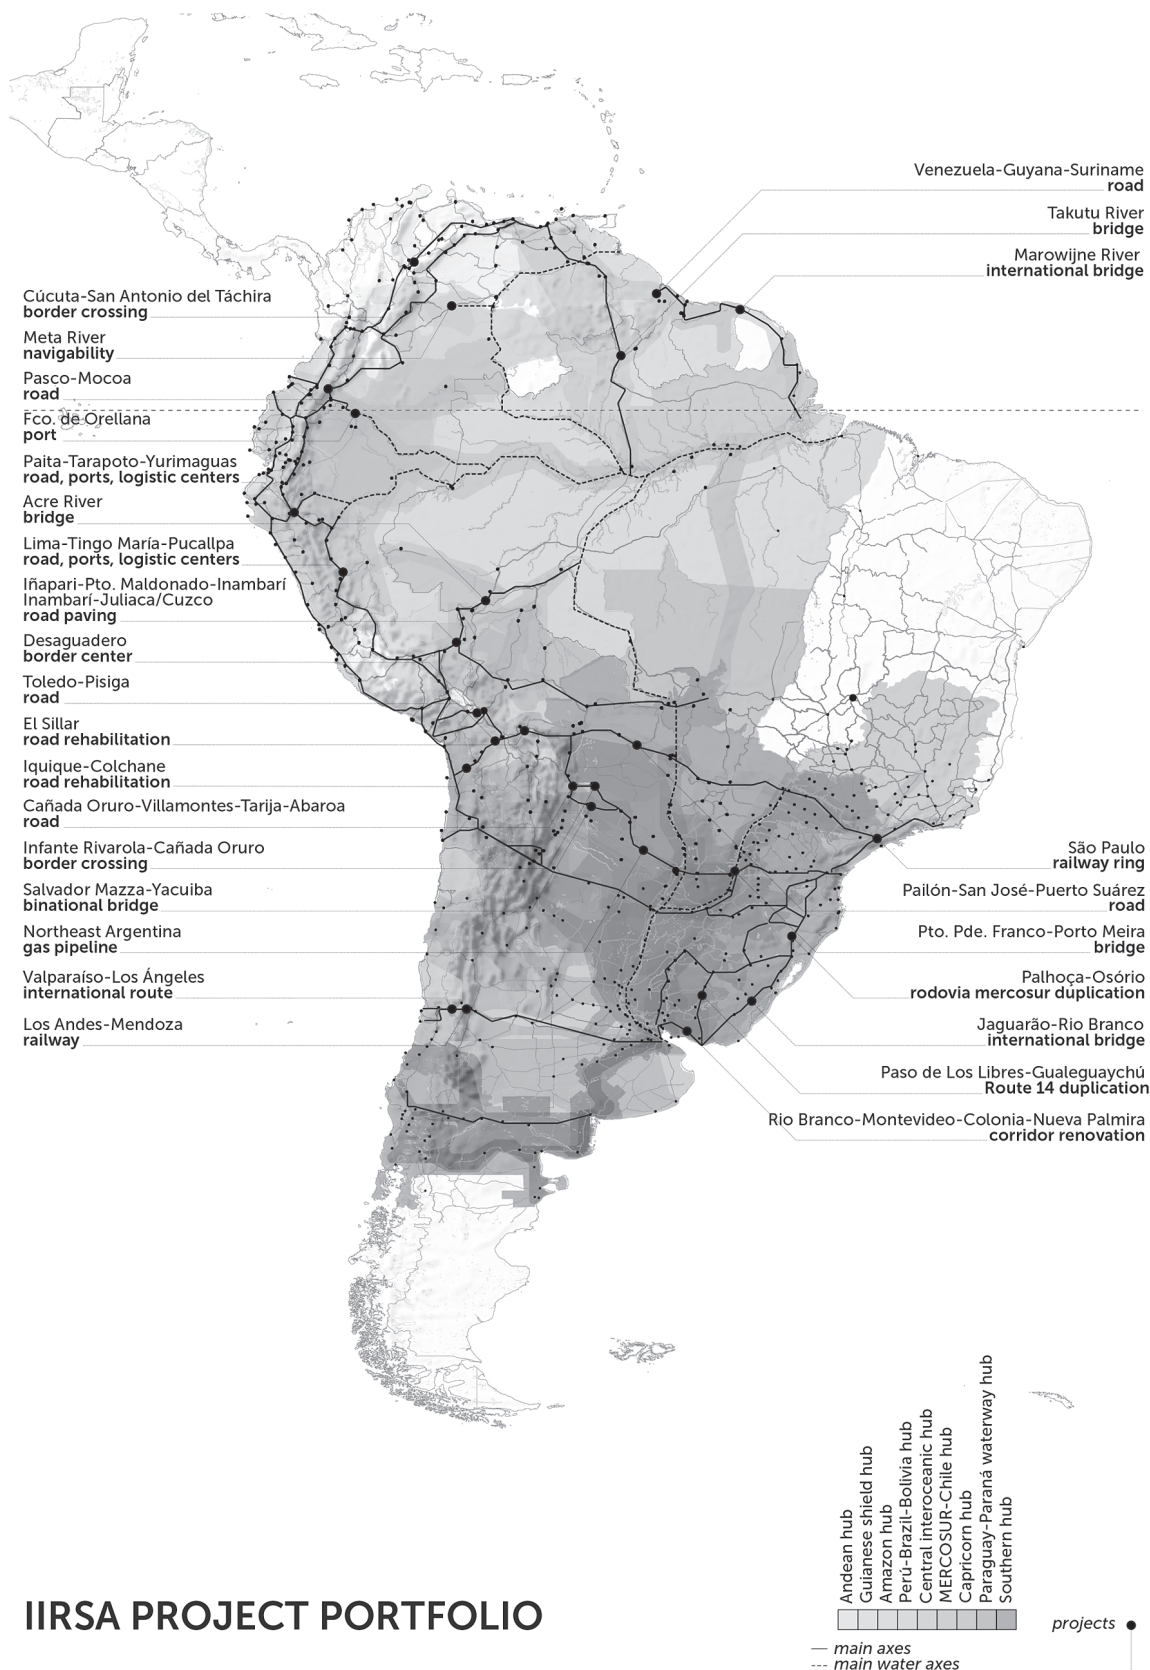 Venezuela-Guyana-Suriname
road
Takutu River
bridge
Marowijne River
international bridge
Cúcuta-San Antonio del Táchira
border crossing
Meta River
navigability
Pasco-Mocoa
road
Fco. de Orellana
port
Paita-Tarapoto-Yurimaguas
road, ports, logistic centers
Acre River
bridge
Lima-Tingo María-Pucallpa
road, ports, logistic centers
Iñapari-Pto. Maldonado-Inambarí
Inambarí-Juliaca/Cuzco
road paving
Desaguadero
border center
Toledo-Pisiga
road
El Sillar
road rehabilitation
Iquique-Colchane
road rehabilitation
Cañada Oruro-Villamontes-Tarija-Abaroa
road
Infante Rivarola-Cañada Oruro
border crossing
Salvador Mazza-Yacuiba
binational bridge
Northeast Argentina
gas pipeline
Valparaíso-Los Ángeles
international route
Los Andes-Mendoza
railway
São Paulo
railway ring
Pailón-San José-Puerto Suárez
road
Pto. Pde. Franco-Porto Meira
bridge
Palhoça-Osório
rodovia mercosur duplication
Jaguarão-Rio Branco
international bridge
Paso de Los Libres-Gualeguaychú
Route 14 duplication
Rio Branco-Montevideo-Colonia-Nueva Palmira
corridor renovation
Andean hub
Guianese shield hub
Amazon hub
Perú-Brazil-Bolivia hub
Central interoceanic hub
MERCOSUR-Chile hub
Capricorn hub
Paraguay-Paraná waterway hub
Southern hub
IIRSA PROJECT PORTFOLIO
projects
main axes
main water axes